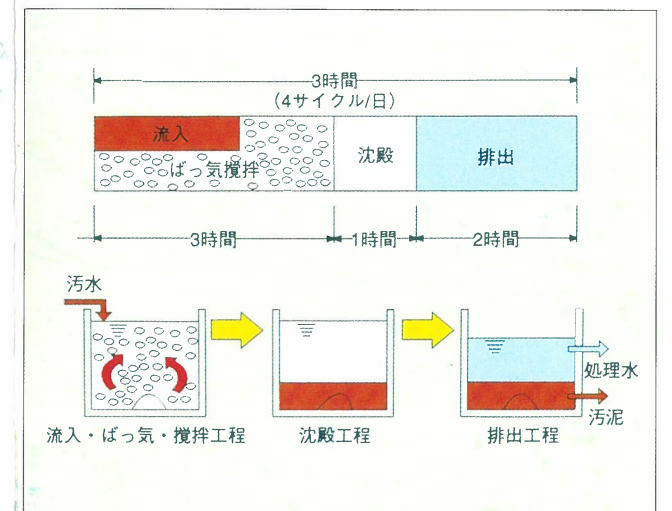 3時間
(4サイクル/日)
流入
ばっ気攪拌
沈殿
排出
3時間
1時間
2時間
汚水
処理水
汚泥
流入・ばっ気・攪拌工程
沈殿工程
排出工程